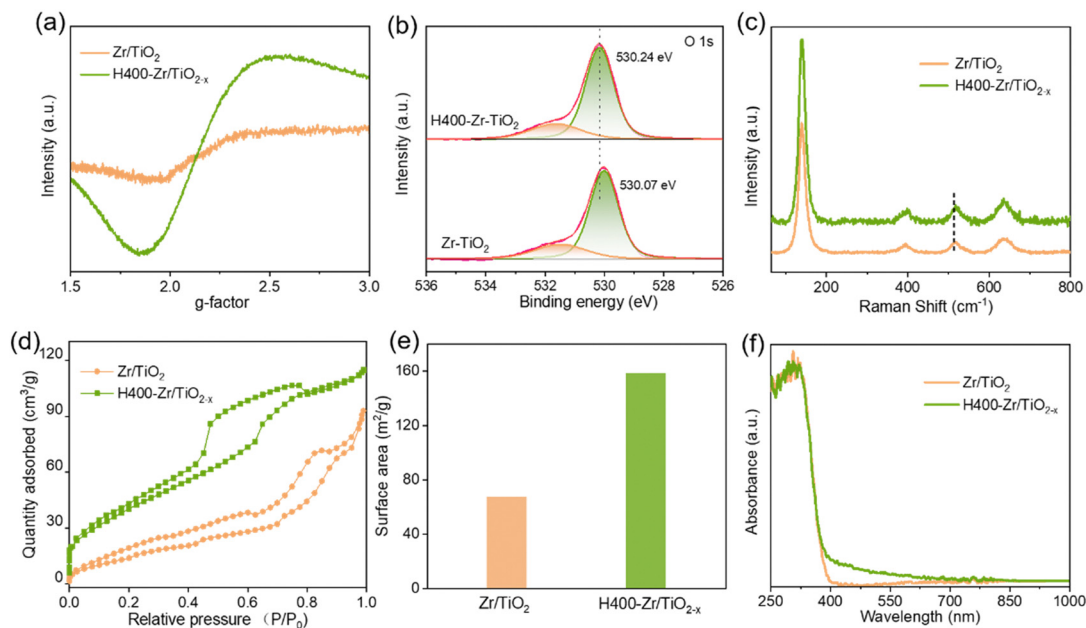 (a)
Zr/TiO₂
H400-Zr/TiO₂₋ₓ
Intensity (a.u.)
1.5 2.0 2.5 3.0
g-factor
(b)
O 1s
530.24 eV
H400-Zr-TiO₂
530.07 eV
Zr-TiO₂
Intensity (a.u.)
536 534 532 530 528 526
Binding energy (eV)
(c)
Zr/TiO₂
H400-Zr/TiO₂₋ₓ
Intensity (a.u.)
200 400 600 800
Raman Shift (cm⁻¹)
(d)
Zr/TiO₂
H400-Zr/TiO₂₋ₓ
Quantity adsorbed (cm³/g)
120
90
60
30
0
0.0 0.2 0.4 0.6 0.8 1.0
Relative pressure （P/P₀）
(e)
Surface area (m²/g)
160
120
80
40
0
Zr/TiO₂ H400-Zr/TiO₂₋ₓ
(f)
Zr/TiO₂
H400-Zr/TiO₂₋ₓ
Absorbance (a.u.)
250 400 550 700 850 1000
Wavelength (nm)